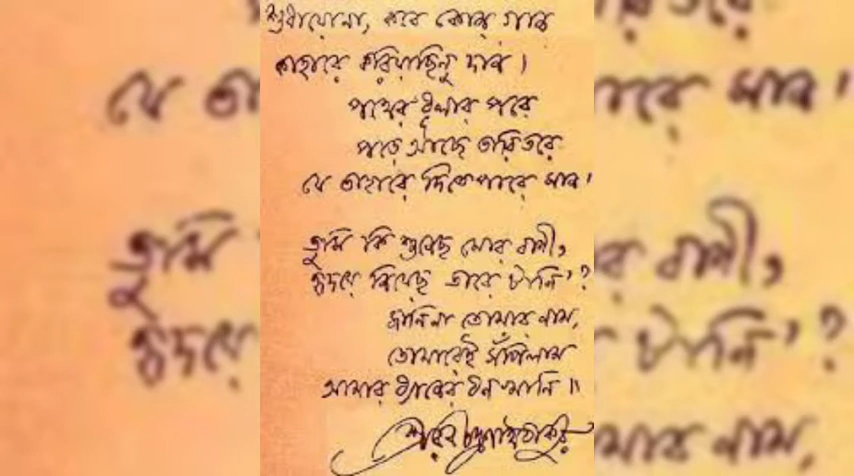 শুধায়োনা, কবে কোন গান
কাহারে করিয়াছিনু দান।
পথের ধূলার পরে
পড়ে আছে তারিতরে
যে তাহারে দিতে পারে মান।
তুমি কি শুনেছ মোর বাণী,
হৃদয়ে নিয়েছ তারে টানি'?
জানিনা তোমার নাম,
তোমারেই সঁপিলাম
আমার ধ্যানের ধনখানি॥
শ্রীরবীন্দ্রনাথ ঠাকুর